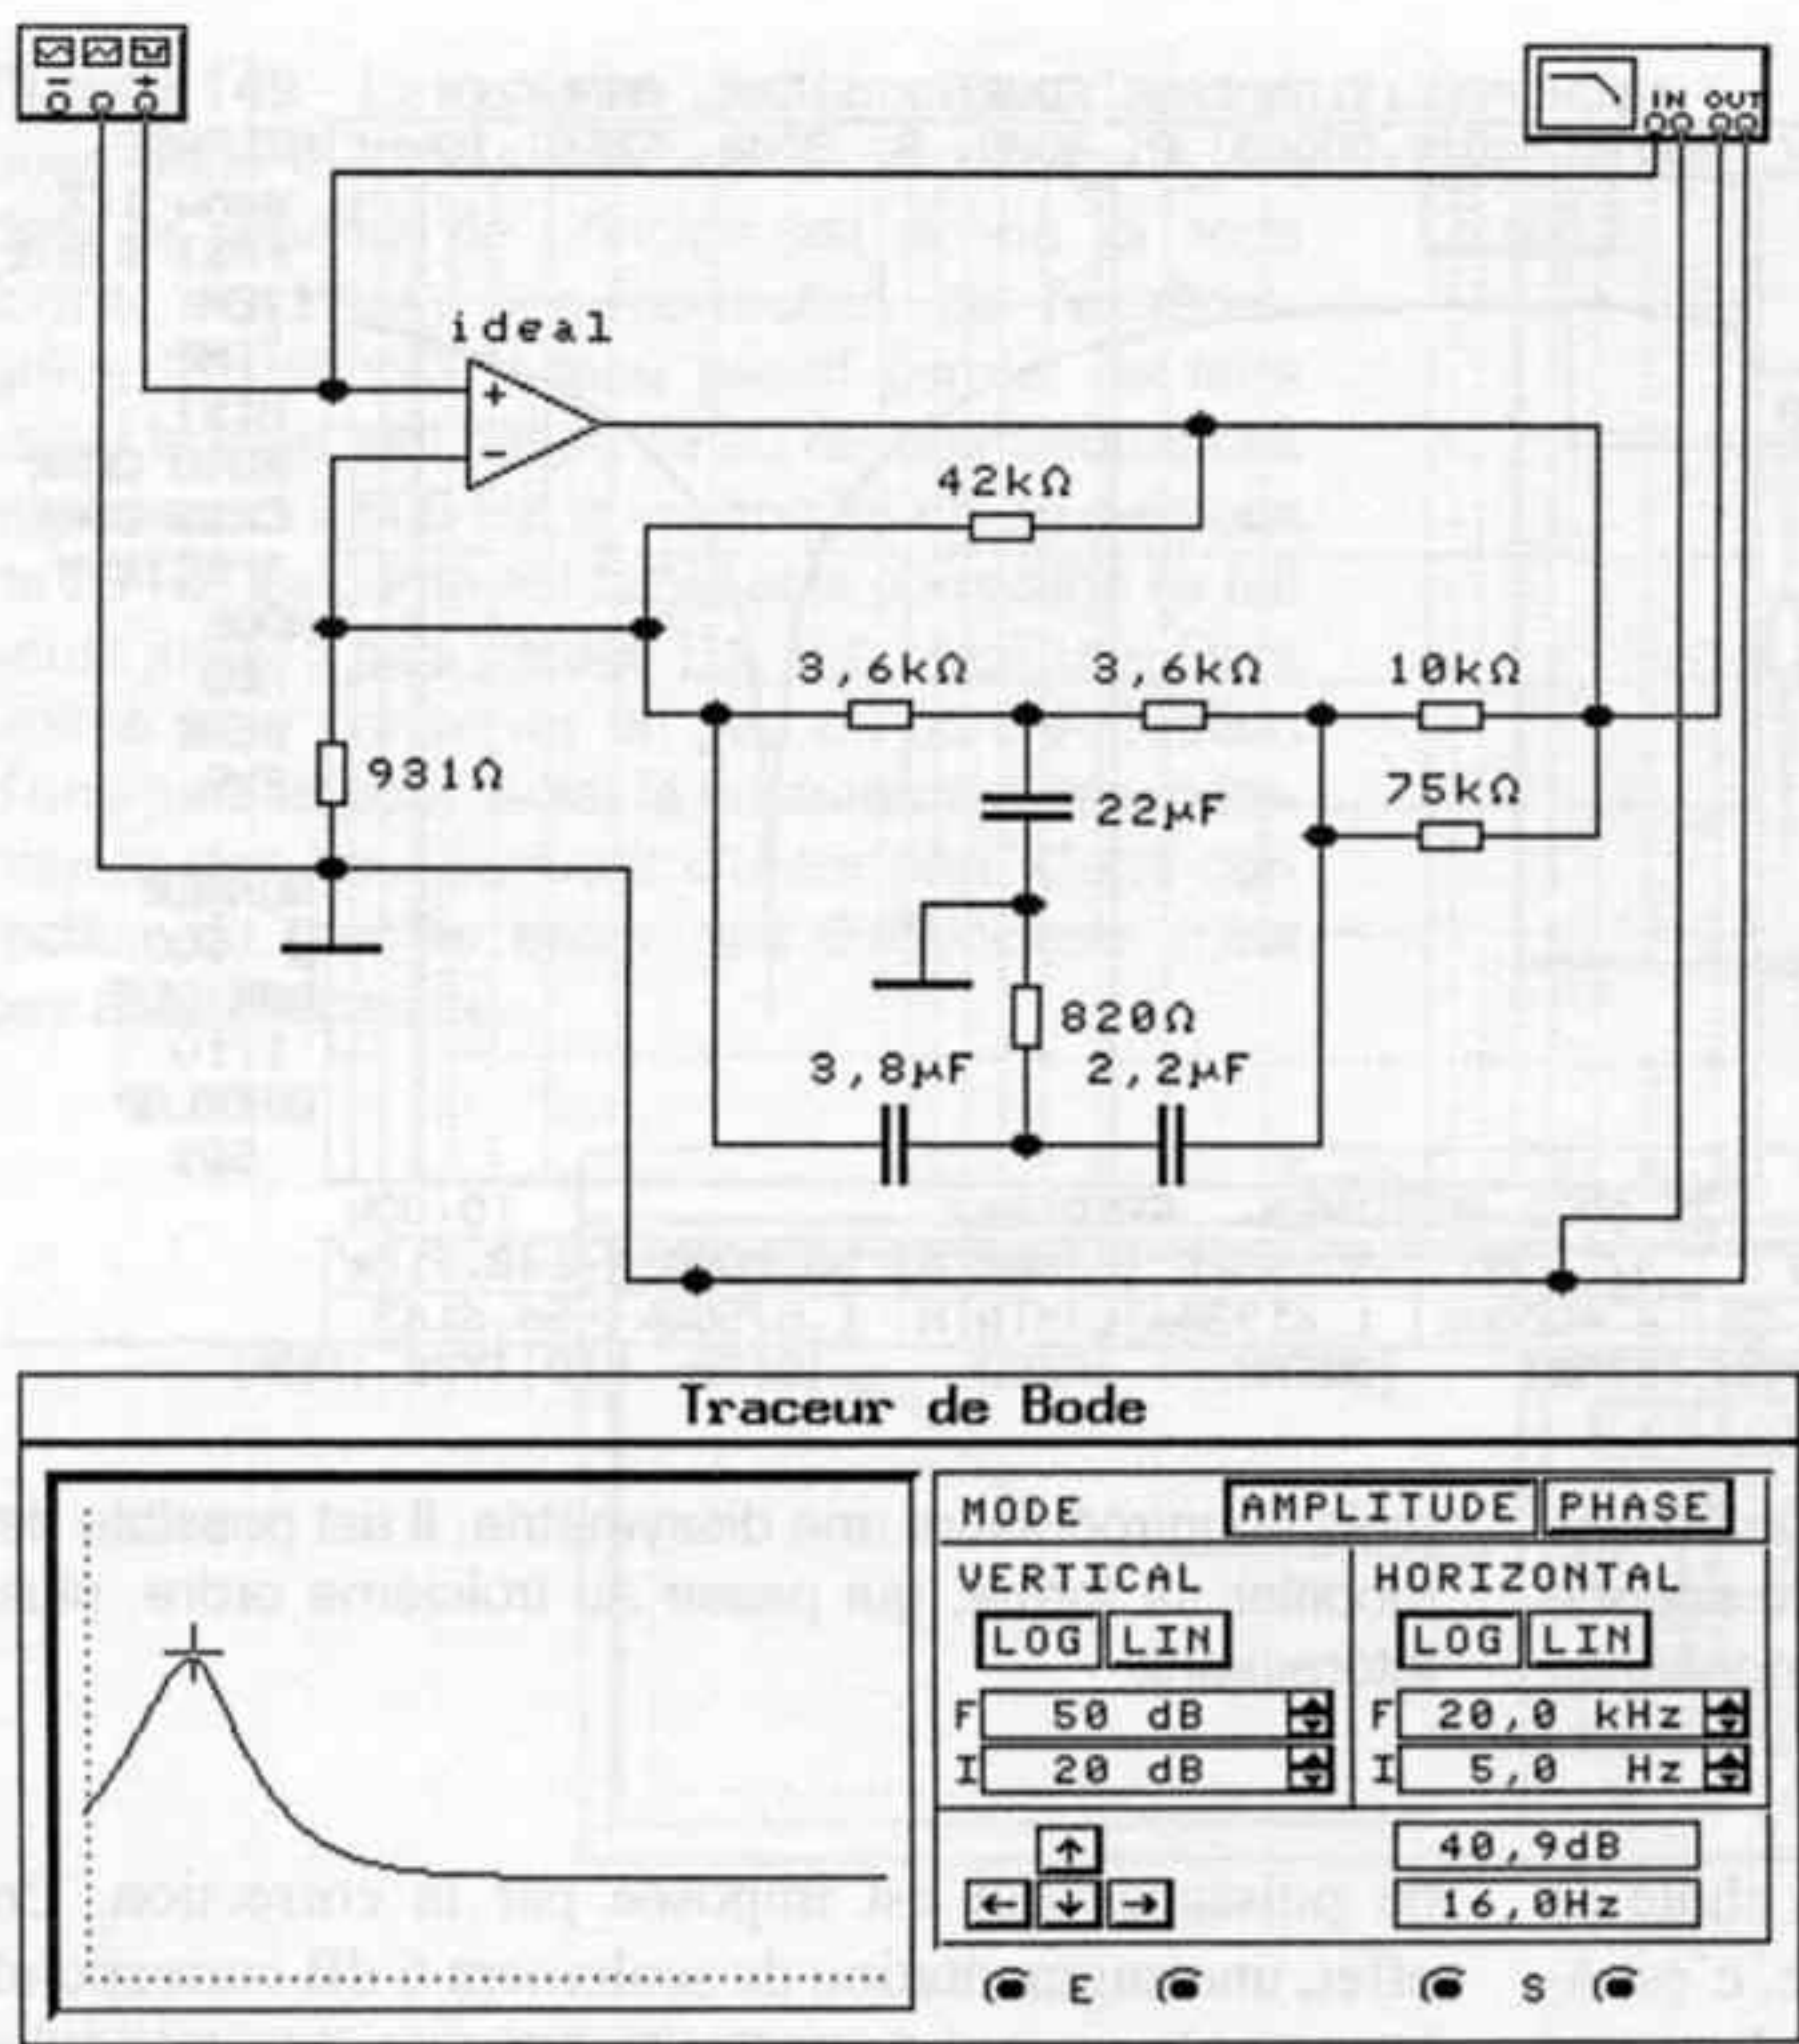 - +
IN OUT
ideal
+
-
42kΩ
3,6kΩ 3,6kΩ 10kΩ
931Ω
75kΩ
22µF
820Ω
3,8µF 2,2µF
Traceur de Bode
MODE AMPLITUDE PHASE
VERTICAL HORIZONTAL
LOG LIN LOG LIN
F 50 dB F 20,0 kHz
I 20 dB I 5,0 Hz
40,9dB
16,0Hz
E S